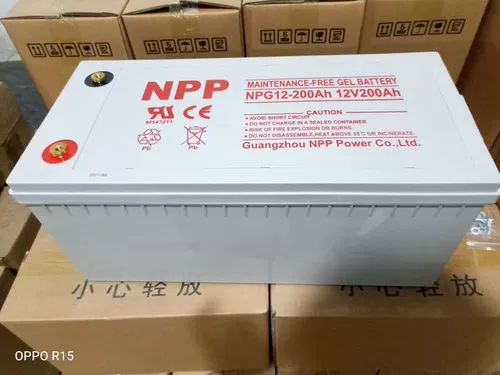 NPP
MAINTENANCE-FREE GEL BATTERY
NPG12-200Ah 12V200Ah
CAUTION:
● AVOID SHORT CIRCUIT
● DO NOT CHARGE IN A SEALED CONTAINER
● RISK OF FIRE EXPLOSION OR BURNS.
● DO NOT DISASSEMBLE,HEAT ABOVE 55°C OR INCINERATE.
Guangzhou NPP Power Co.,Ltd.
CE
MH47211
Pb
Pb
小心轻放
小心轻放
OPPO R15